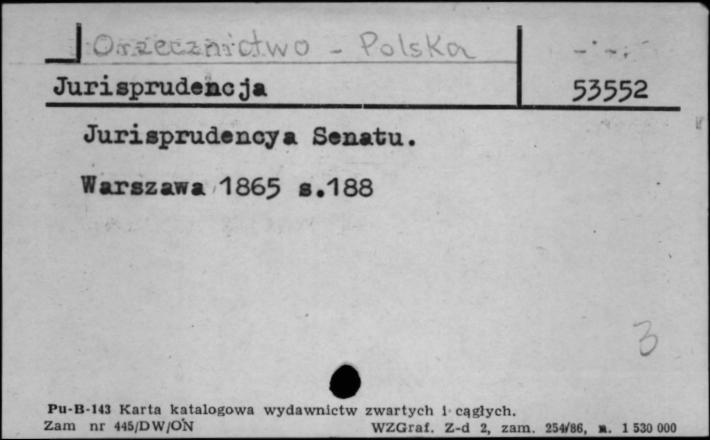 Orzecznictwo - Polska
Jurisprudencja 53552
Jurisprudencya Senatu.
Warszawa 1865 s.188
3
Pu-B-143 Karta katalogowa wydawnictw zwartych i ciągłych.
Zam nr 445/DW/ON WZGraf. Z-d 2, zam. 254/86, n. 1 530 000